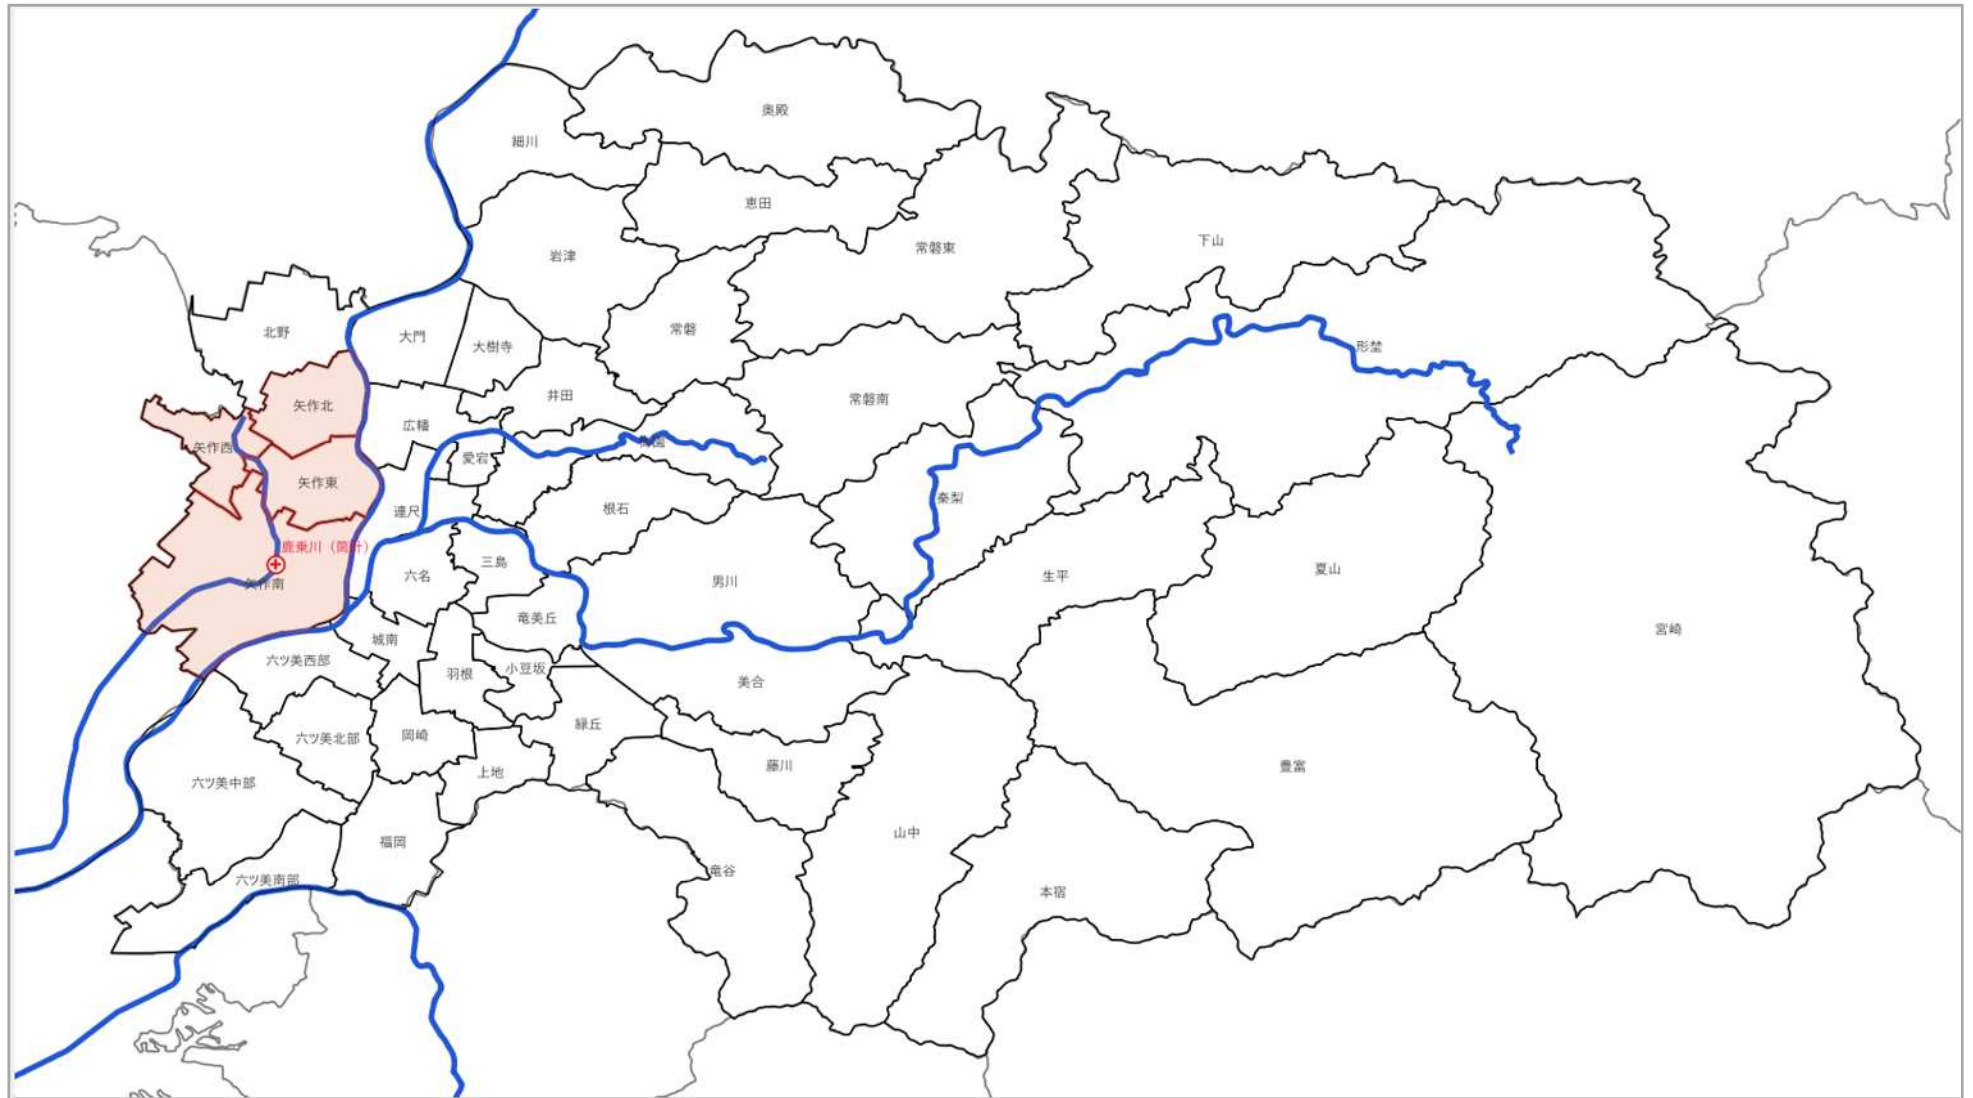 奥殿
細川
恵田
常磐東
下山
岩津
北野
大門
大樹寺
常磐
形埜
井田
常磐南
矢作北
広幡
梅園
矢作西
愛宕
矢作東
秦梨
連尺
根石
鹿乗川（筒針）
矢作南
六名
三島
男川
生平
夏山
竜美丘
城南
宮崎
六ツ美西部
羽根
小豆坂
美合
六ツ美北部
岡崎
緑丘
藤川
豊富
六ツ美中部
上地
山中
福岡
竜谷
六ツ美南部
本宿